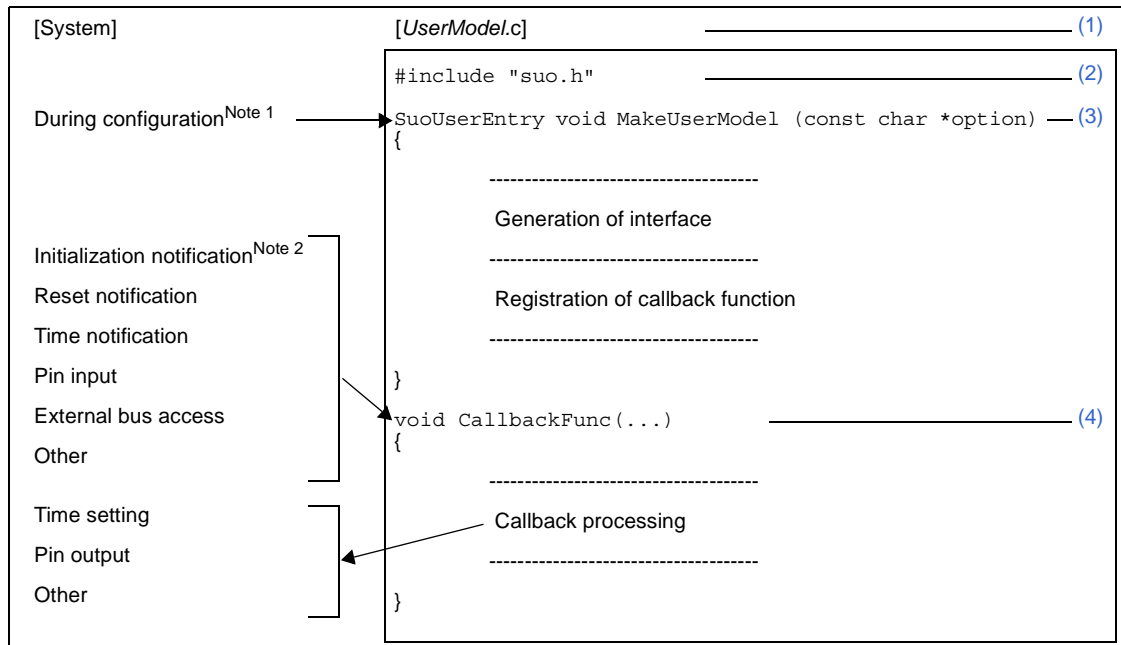 [System] [UserModel.c] (1)
#include "suo.h" (2)
During configuration Note 1 SuoUserEntry void MakeUserModel (const char *option) (3)
{
-------------------------------------
Generation of interface
Initialization notification Note 2
-------------------------------------
Reset notification Registration of callback function
Time notification -------------------------------------
Pin input }
External bus access void CallbackFunc(...) (4)
{
Other
-------------------------------------
Time setting Callback processing
Pin output -------------------------------------
Other }